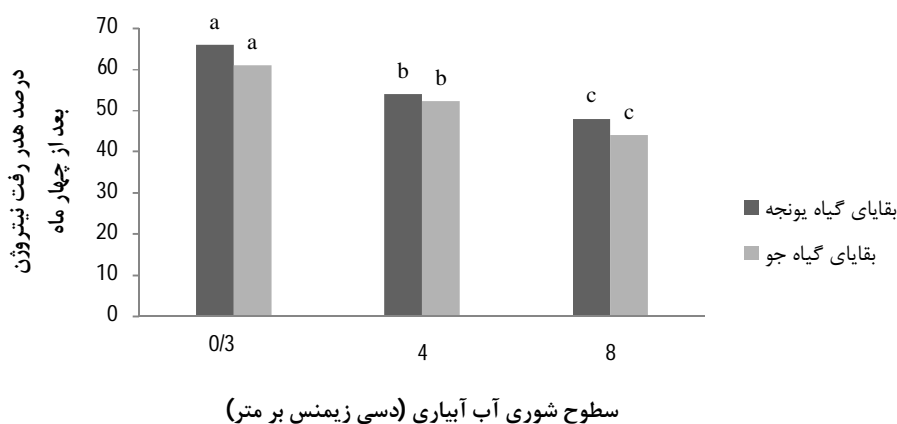 درصد هدر رفت نیتروژن
بعد از چهار ماه
70
60
50
40
30
20
10
0
a
a
b
b
c
c
0/3
4
8
سطوح شوری آب آبیاری (دسی زیمنس بر متر)
بقایای گیاه یونجه
بقایای گیاه جو